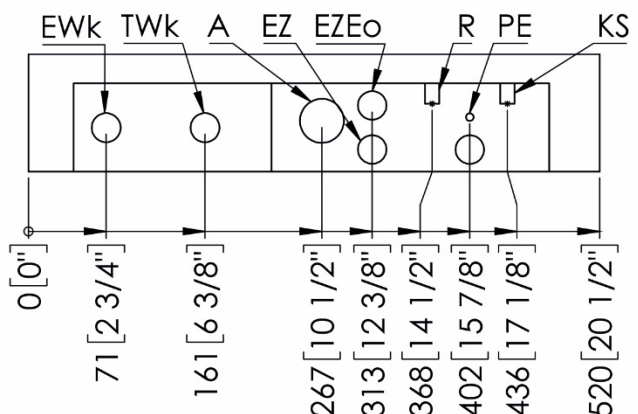 EWk TWk A EZ EZEo R PE KS
0 [0"]
71 [2 3/4"]
161 [6 3/8"]
267 [10 1/2"]
313 [12 3/8"]
368 [14 1/2"]
402 [15 7/8"]
436 [17 1/8"]
520 [20 1/2"]